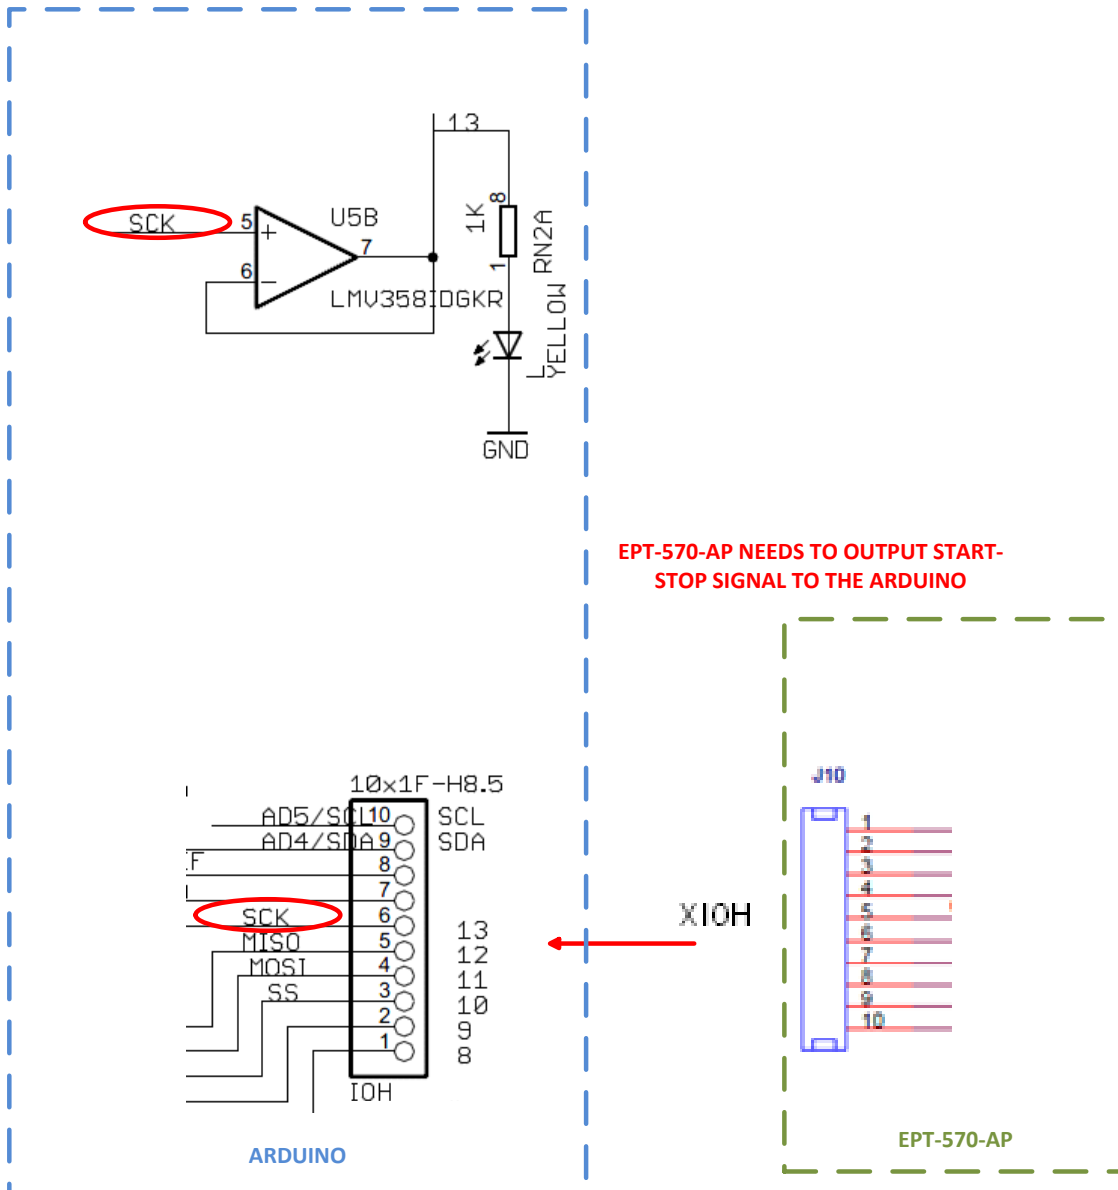 13
SCK
5
+
6
−
7
U5B
LMV358IDGKR
8
1K
1
RN2A
YELLOW
L
GND
EPT-570-AP NEEDS TO OUTPUT START-
STOP SIGNAL TO THE ARDUINO
10x1F-H8.5
AD5/SCL 10 SCL
AD4/SDA 9 SDA
8
7
SCK 6 13
MISO 5 12
MOSI 4 11
SS 3 10
2 9
1 8
IOH
ARDUINO
XIOH
J10
1
2
3
4
5
6
7
8
9
10
EPT-570-AP